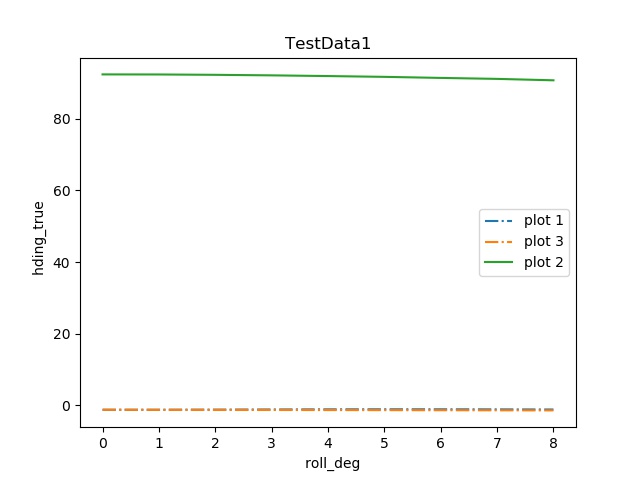 TestData1
hding_true
80
60
40
20
0
plot 1
plot 3
plot 2
0 1 2 3 4 5 6 7 8
roll_deg